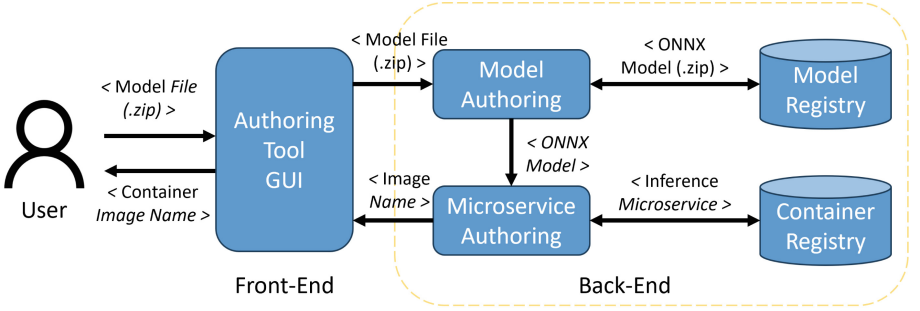 < Model File
(.zip) >
< Container
Image Name >
User
Authoring
Tool
GUI
Front-End
< Model File
(.zip) >
Model
Authoring
< ONNX
Model (.zip) >
Model
Registry
< ONNX
Model >
< Image
Name >
Microservice
Authoring
< Inference
Microservice >
Container
Registry
Back-End